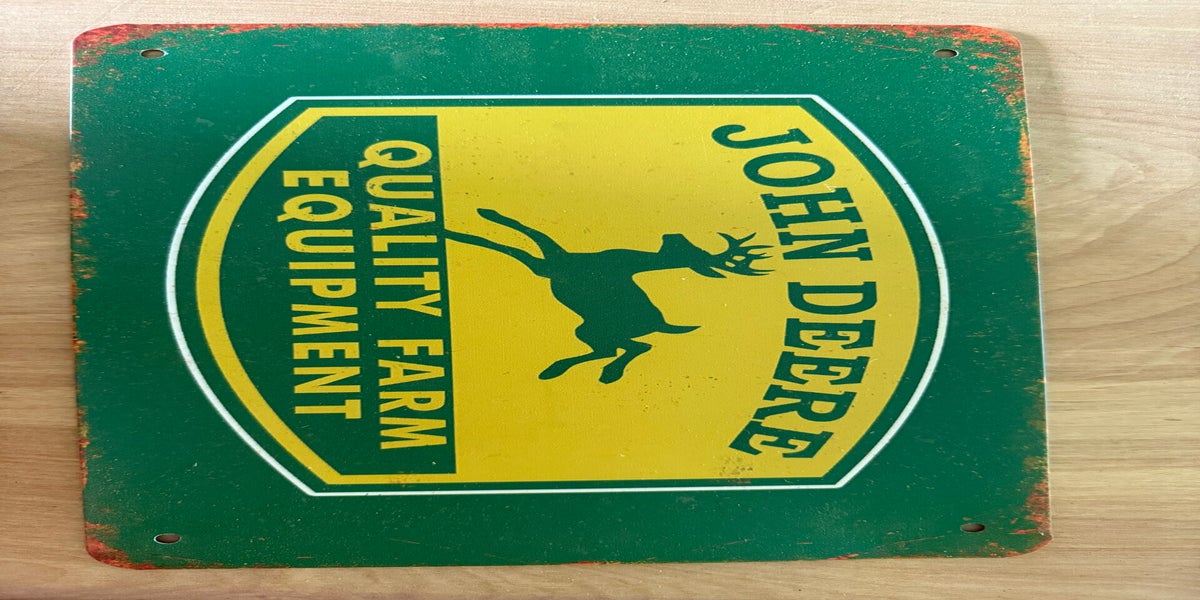 JOHN DEERE
QUALITY FARM
EQUIPMENT